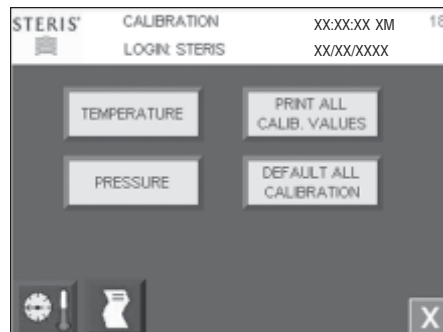 STERIS®
CALIBRATION
XX:XX:XX XM
18
LOGIN: STERIS
XX/XX/XXXX
TEMPERATURE
PRINT ALL
CALIB. VALUES
PRESSURE
DEFAULT ALL
CALIBRATION
X